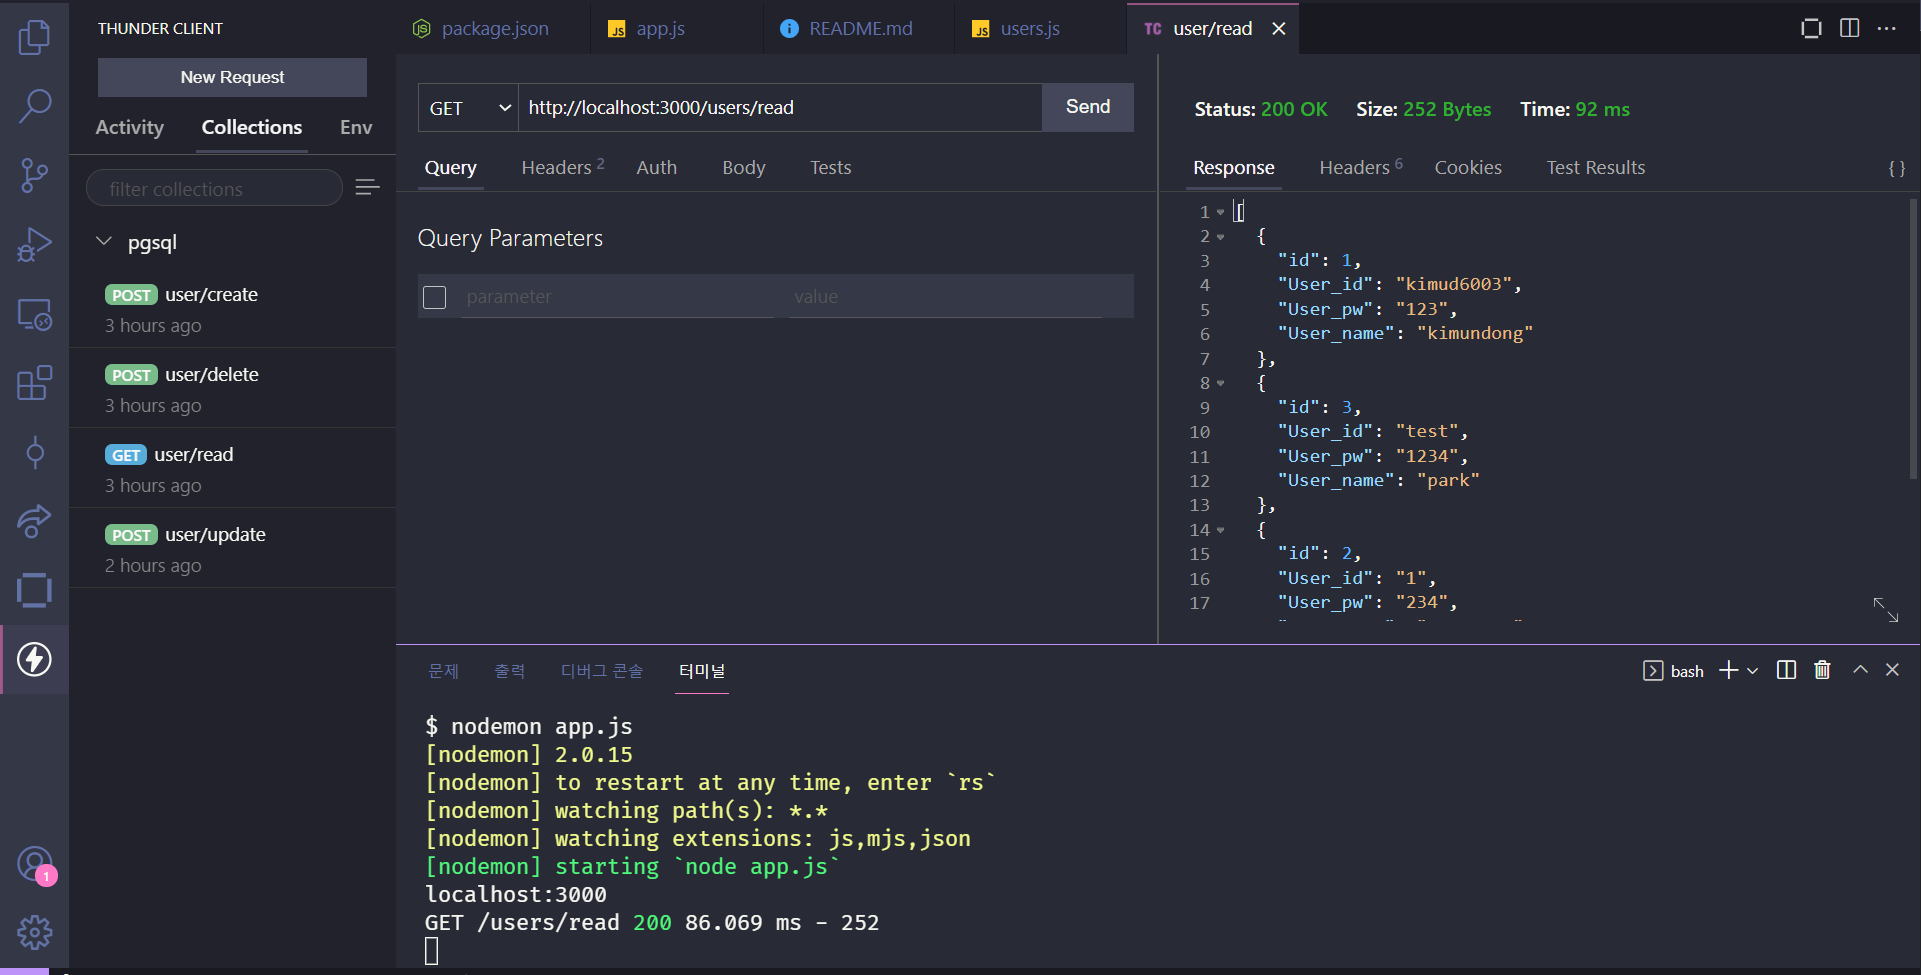 THUNDER CLIENT
New Request
Activity Collections Env
filter collections
pgsql
POST user/create
3 hours ago
POST user/delete
3 hours ago
GET user/read
3 hours ago
POST user/update
2 hours ago
1
package.json
JS app.js
README.md
JS users.js
TC user/read
GET http://localhost:3000/users/read Send
Query Headers 2 Auth Body Tests
Query Parameters
parameter value
Status: 200 OK Size: 252 Bytes Time: 92 ms
Response Headers 6 Cookies Test Results { }
1 [
2 {
3 "id": 1,
4 "User_id": "kimud6003",
5 "User_pw": "123",
6 "User_name": "kimundong"
7 },
8 {
9 "id": 3,
10 "User_id": "test",
11 "User_pw": "1234",
12 "User_name": "park"
13 },
14 {
15 "id": 2,
16 "User_id": "1",
17 "User_pw": "234",
문제 출력 디버그 콘솔 터미널
bash
$ nodemon app.js
[nodemon] 2.0.15
[nodemon] to restart at any time, enter `rs`
[nodemon] watching path(s): *.*
[nodemon] watching extensions: js,mjs,json
[nodemon] starting `node app.js`
localhost:3000
GET /users/read 200 86.069 ms - 252